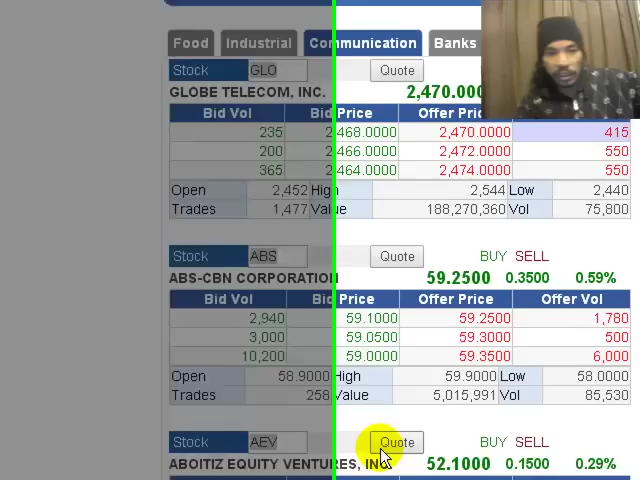 Food Industrial Communication Banks
Stock GLO Quote
GLOBE TELECOM, INC. 2,470.000
Bid Vol Bid Price Offer Price
235 2,468.0000 2,470.0000 415
200 2,466.0000 2,472.0000 550
365 2,464.0000 2,474.0000 550
Open 2,452 High 2,544 Low 2,440
Trades 1,477 Value 188,270,360 Vol 75,800
Stock ABS Quote BUY SELL
ABS-CBN CORPORATION 59.2500 0.3500 0.59%
Bid Vol Bid Price Offer Price Offer Vol
2,940 59.1000 59.2500 1,780
3,000 59.0500 59.3000 500
10,200 59.0000 59.3500 6,000
Open 58.9000 High 59.9000 Low 58.0000
Trades 258 Value 5,015,991 Vol 85,530
Stock AEV Quote BUY SELL
ABOITIZ EQUITY VENTURES, INC. 52.1000 0.1500 0.29%